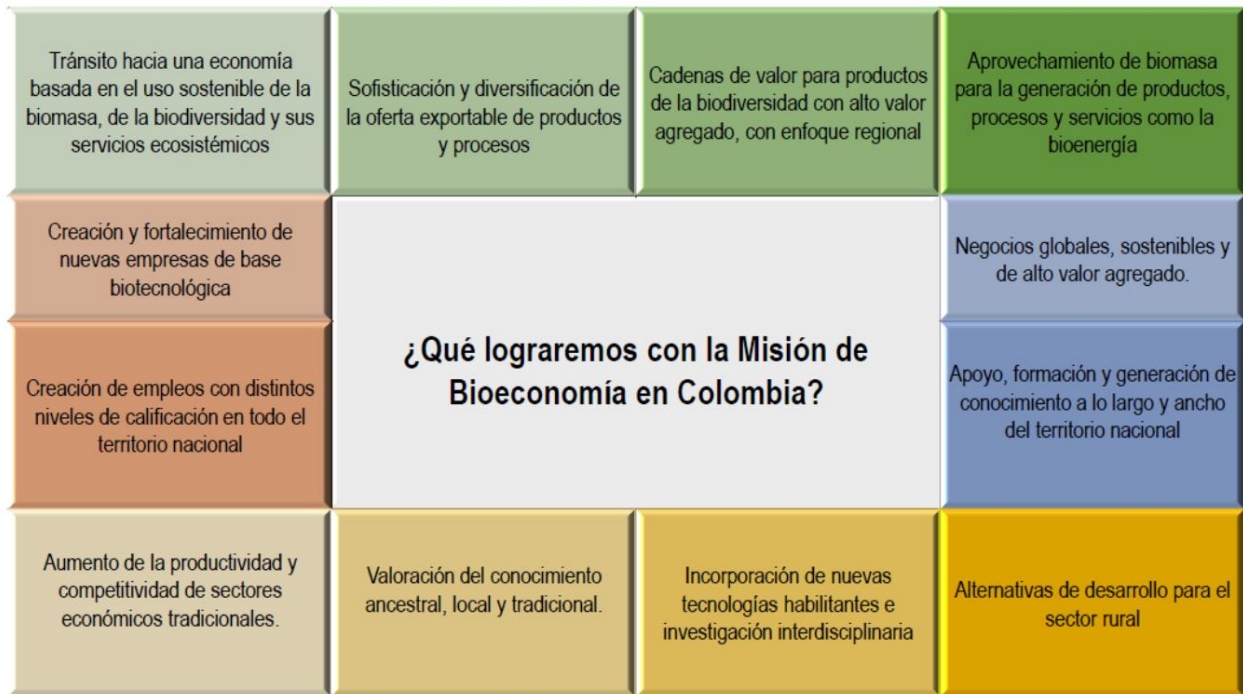 Tránsito hacia una economía
basada en el uso sostenible de la
biomasa, de la biodiversidad y sus
servicios ecosistémicos
Sofisticación y diversificación de
la oferta exportable de productos
y procesos
Cadenas de valor para productos
de la biodiversidad con alto valor
agregado, con enfoque regional
Aprovechamiento de biomasa
para la generación de productos,
procesos y servicios como la
bioenergía
Creación y fortalecimiento de
nuevas empresas de base
biotecnológica
Negocios globales, sostenibles y
de alto valor agregado.
¿Qué lograremos con la Misión de
Bioeconomía en Colombia?
Creación de empleos con distintos
niveles de calificación en todo el
territorio nacional
Apoyo, formación y generación de
conocimiento a lo largo y ancho
del territorio nacional
Aumento de la productividad y
competitividad de sectores
económicos tradicionales.
Valoración del conocimiento
ancestral, local y tradicional.
Incorporación de nuevas
tecnologías habilitantes e
investigación interdisciplinaria
Alternativas de desarrollo para el
sector rural